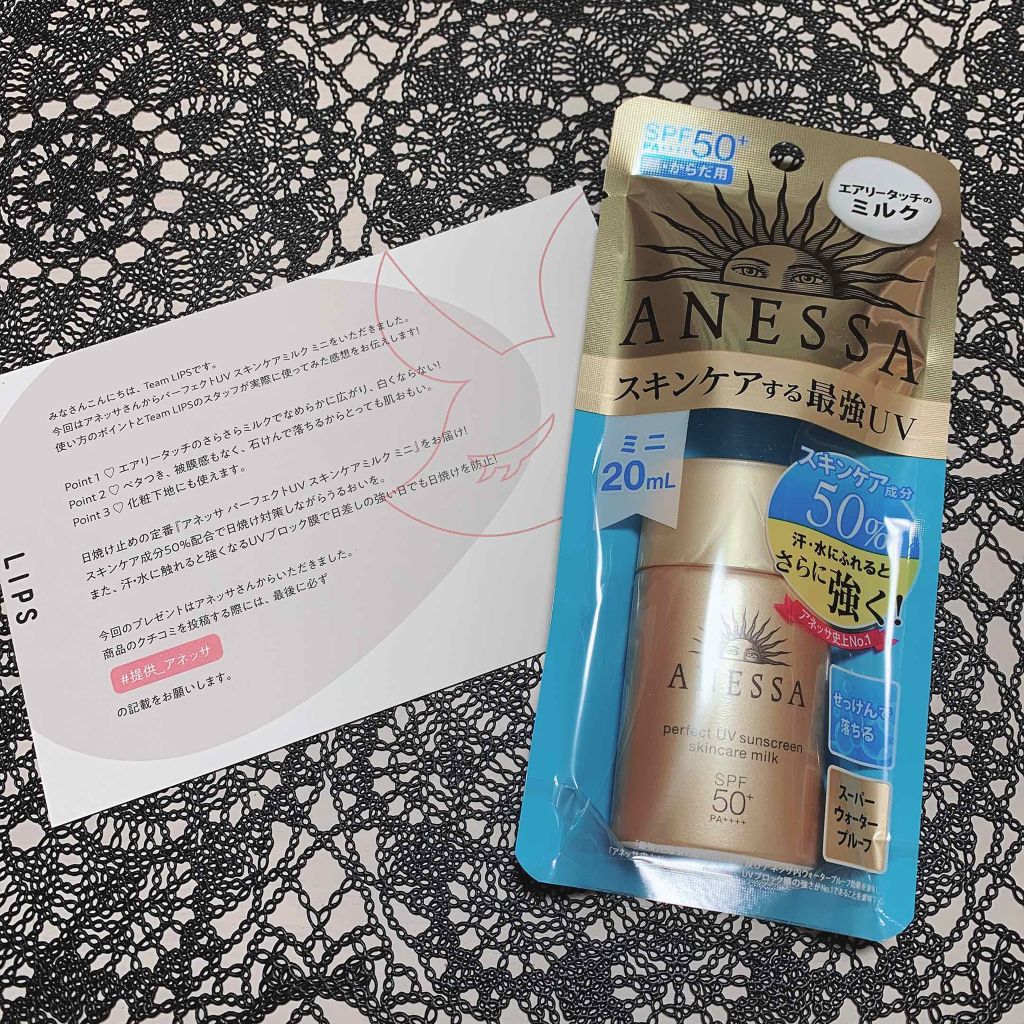 みなさんこんにちは、Team LIPSです。
今回はアネッサさんからパーフェクトUV スキンケアミルク ミニをいただきました。
使い方のポイントとTeam LIPSのスタッフが実際に使ってみた感想をお伝えします!
Point 1 ♡ エアリータッチのさらさらミルクでなめらかに広がり、白くならない!
Point 2 ♡ ベタつき、被膜感もなく、石けんで落ちるからとっても肌おもい。
Point 3 ♡ 化粧下地にも使えます。
日焼け止めの定番『アネッサ パーフェクトUV スキンケアミルク ミニ』をお届け!
スキンケア成分50%配合で日焼け対策しながらうるおいを。
また、汗・水に触れると強くなるUVブロック膜で日差しの強い日でも日焼けを防止!
今回のプレゼントはアネッサさんからいただきました。
商品のクチコミを投稿する際には、最後に必ず
#提供_アネッサ
の記載をお願いします。
LIPS
SPF50+
からだ用
エアリータッチの
ミルク
ANESSA
スキンケアする最強UV
ミニ
20mL
スキンケア成分
50%
汗・水にふれると
さらに強く!
アネッサ史上No.1
ANESSA
perfect UV sunscreen
skincare milk
SPF
50+
PA++++
せっけんで
落ちる
スーパー
ウォーター
プルーフ